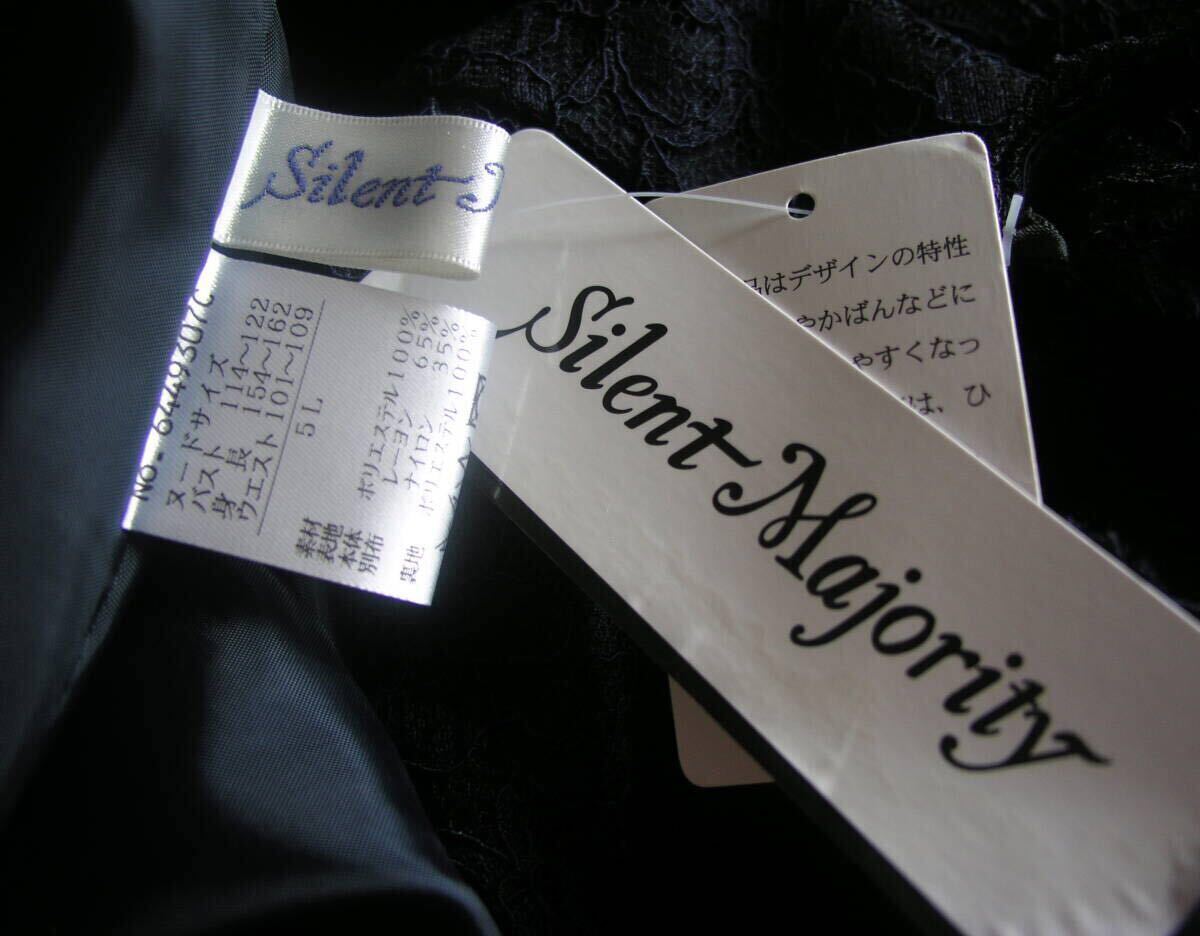 Silent
No. 6449307C
ヌードサイズ
バスト 114~122
身長 154~162
ウエスト 101~109
5L
素材
表地
本体 ポリエステル100%
別布 レーヨン 65%
ナイロン 35%
裏地 ポリエステル100%
Silent Majority
品はデザインの特性
やかばんなどに
やすくなっ
は、ひ